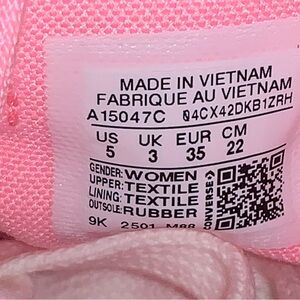 MADE IN VIETNAM
FABRIQUE AU VIETNAM
A15047C 04CX42DKB1ZRH
US UK EUR CM
5 3 35 22
GENDER: WOMEN
UPPER: TEXTILE
LINING: TEXTILE
OUTSOLE: RUBBER
CONVERSE
9K 2501 M88